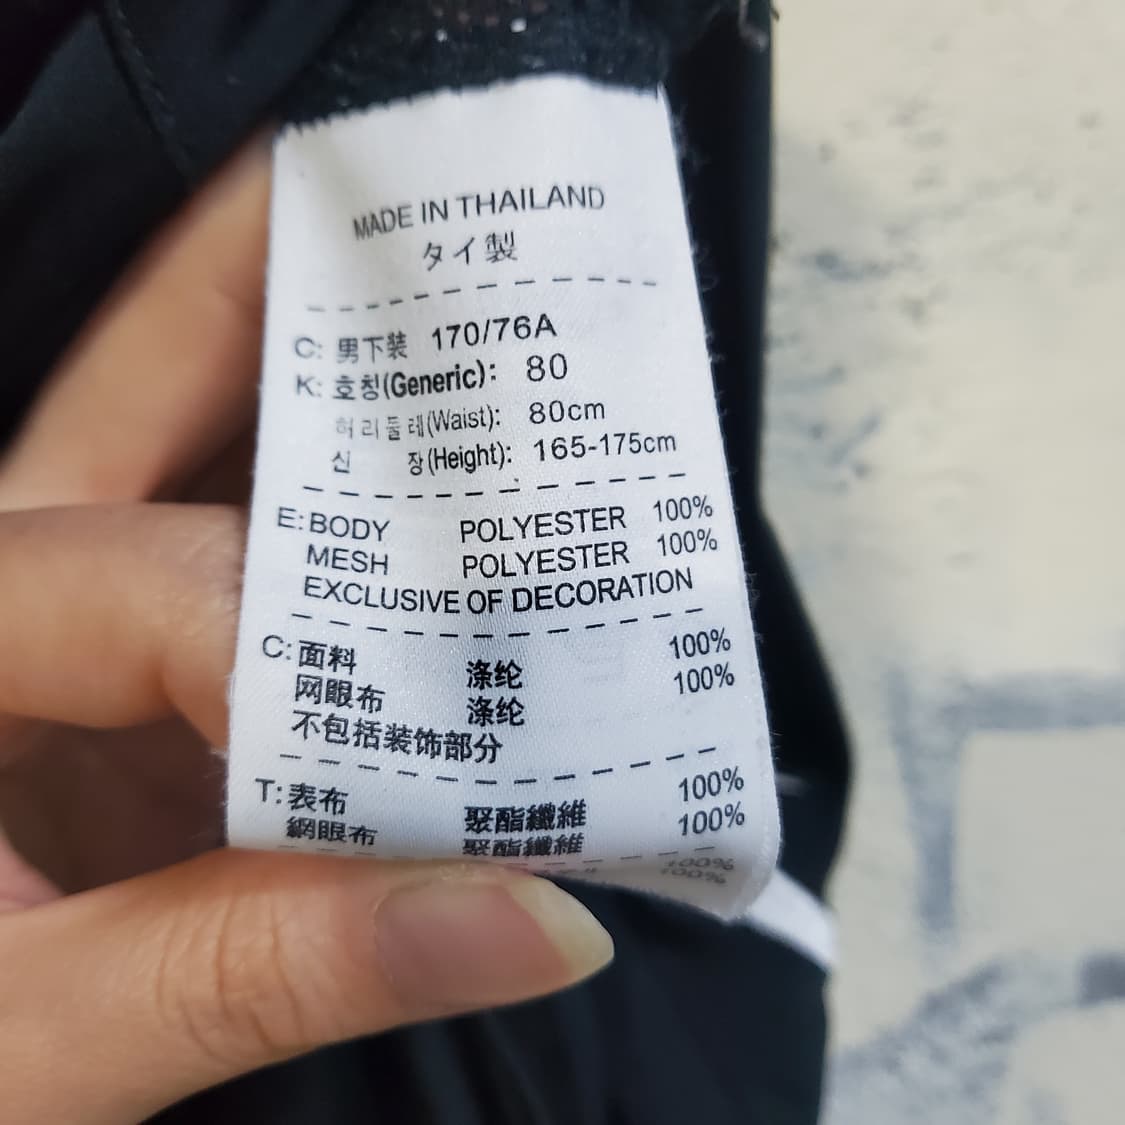 MADE IN THAILAND
タイ製
C: 男下裝 170/76A
K: 호칭(Generic): 80
허리둘레(Waist): 80cm
신 장(Height): 165-175cm
E: BODY POLYESTER 100%
MESH POLYESTER 100%
EXCLUSIVE OF DECORATION
C: 面料 涤纶 100%
网眼布 涤纶 100%
不包括装饰部分
T: 表布 聚酯纖維 100%
網眼布 聚酯纖維 100%
100%
100%